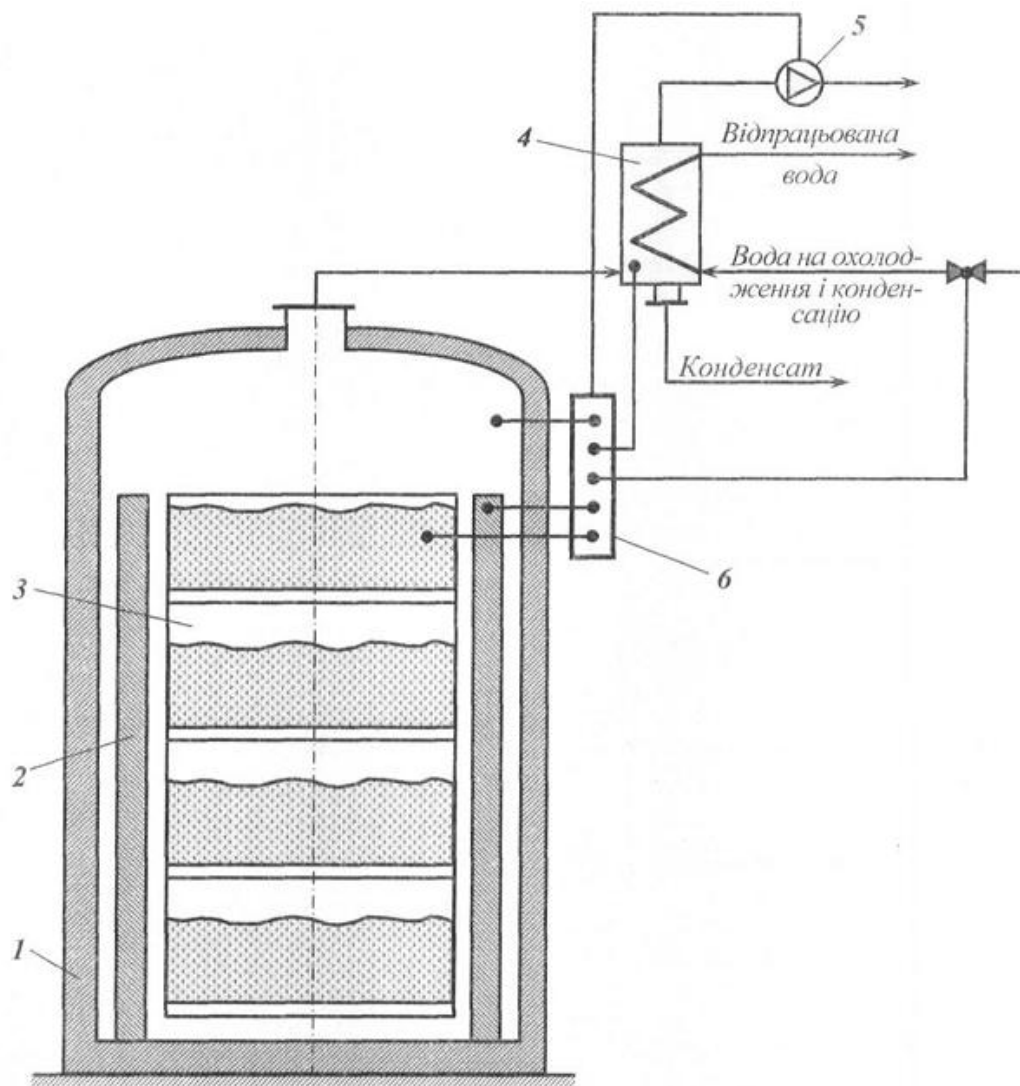 5
4
Відпрацьована
вода
Вода на охолод-
ження і конден-
сацію
Конденсат
6
3
2
1